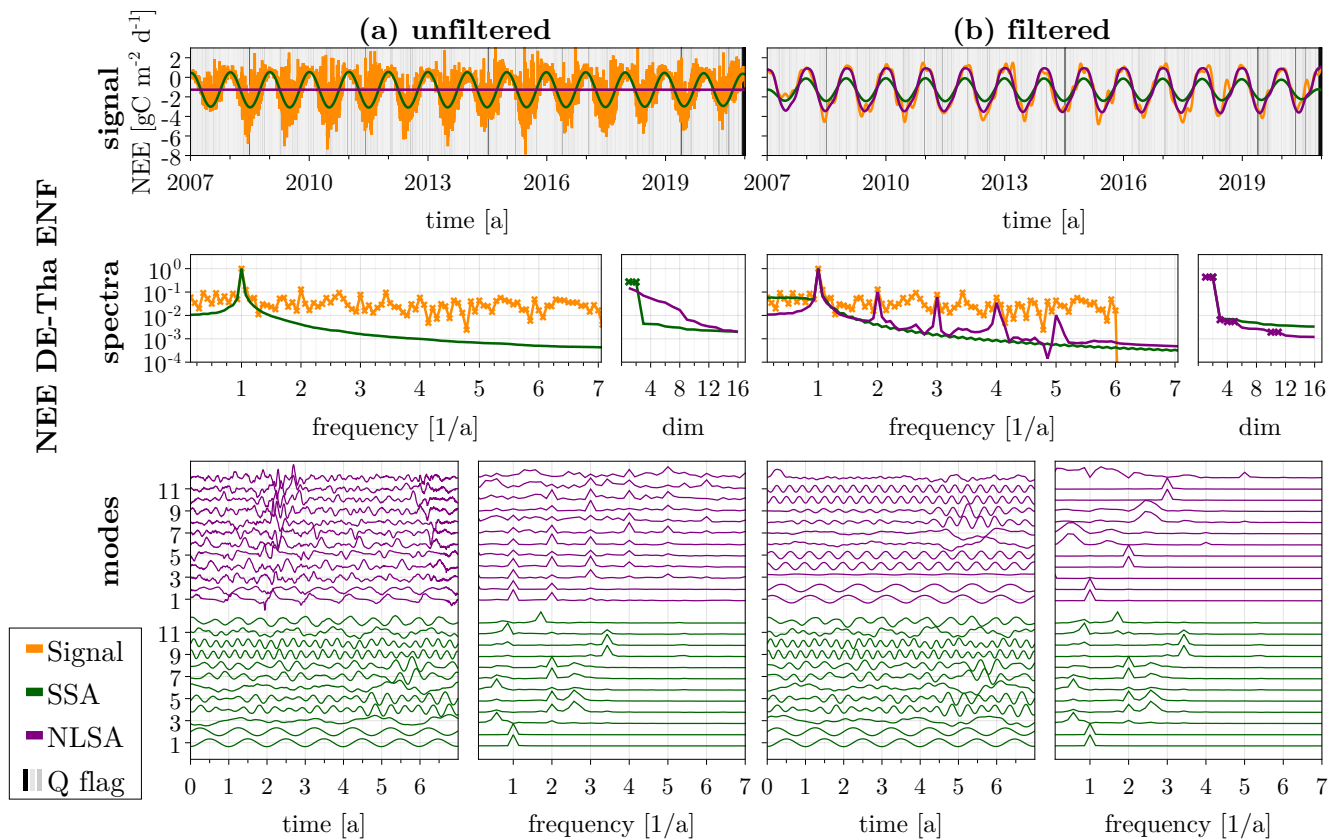 (a) unfiltered
(b) filtered
NEE DE-Tha ENF
signal
NEE [gC m⁻² d⁻¹]
2
0
-2
-4
-6
-8
2007 2010 2013 2016 2019
time [a]
2007 2010 2013 2016 2019
time [a]
spectra
10⁰
10⁻¹
10⁻²
10⁻³
10⁻⁴
1 2 3 4 5 6 7
frequency [1/a]
4 8 12 16
dim
1 2 3 4 5 6 7
frequency [1/a]
4 8 12 16
dim
modes
11
9
7
5
3
1
11
9
7
5
3
1
0 1 2 3 4 5 6
time [a]
1 2 3 4 5 6 7
frequency [1/a]
0 1 2 3 4 5 6
time [a]
1 2 3 4 5 6 7
frequency [1/a]
Signal
SSA
NLSA
Q flag